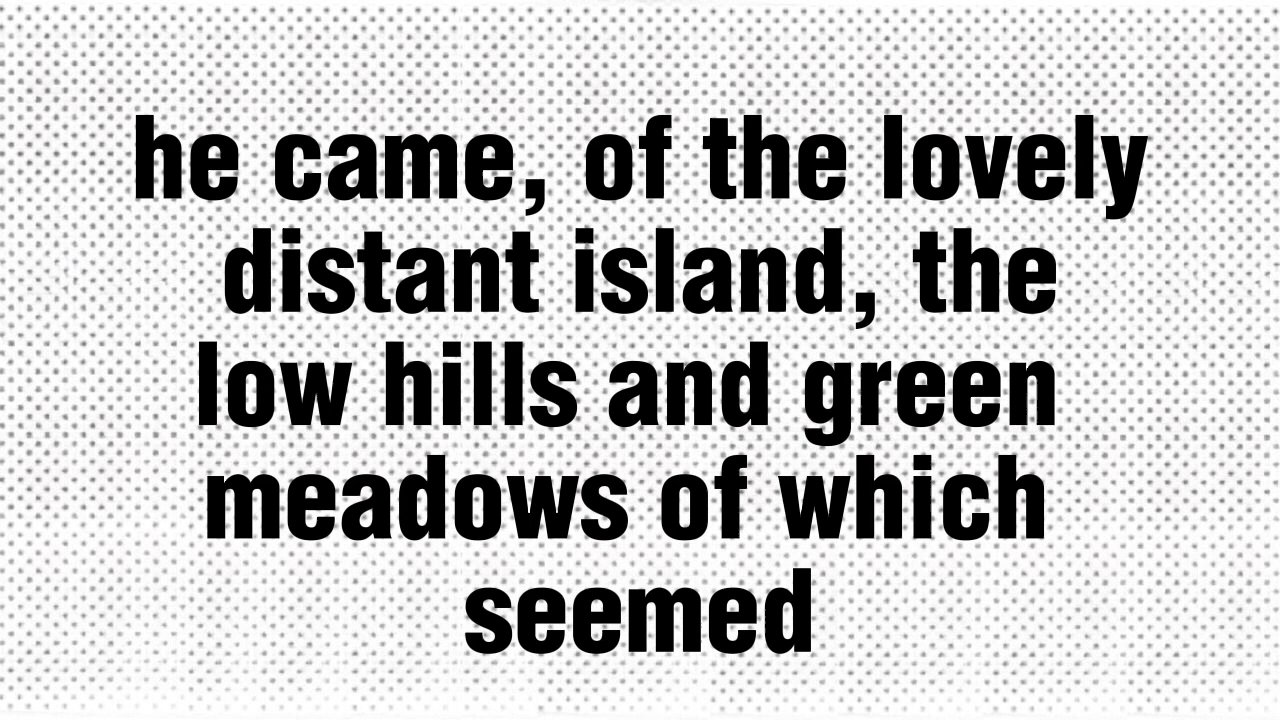 he came, of the lovely
distant island, the
low hills and green
meadows of which
seemed